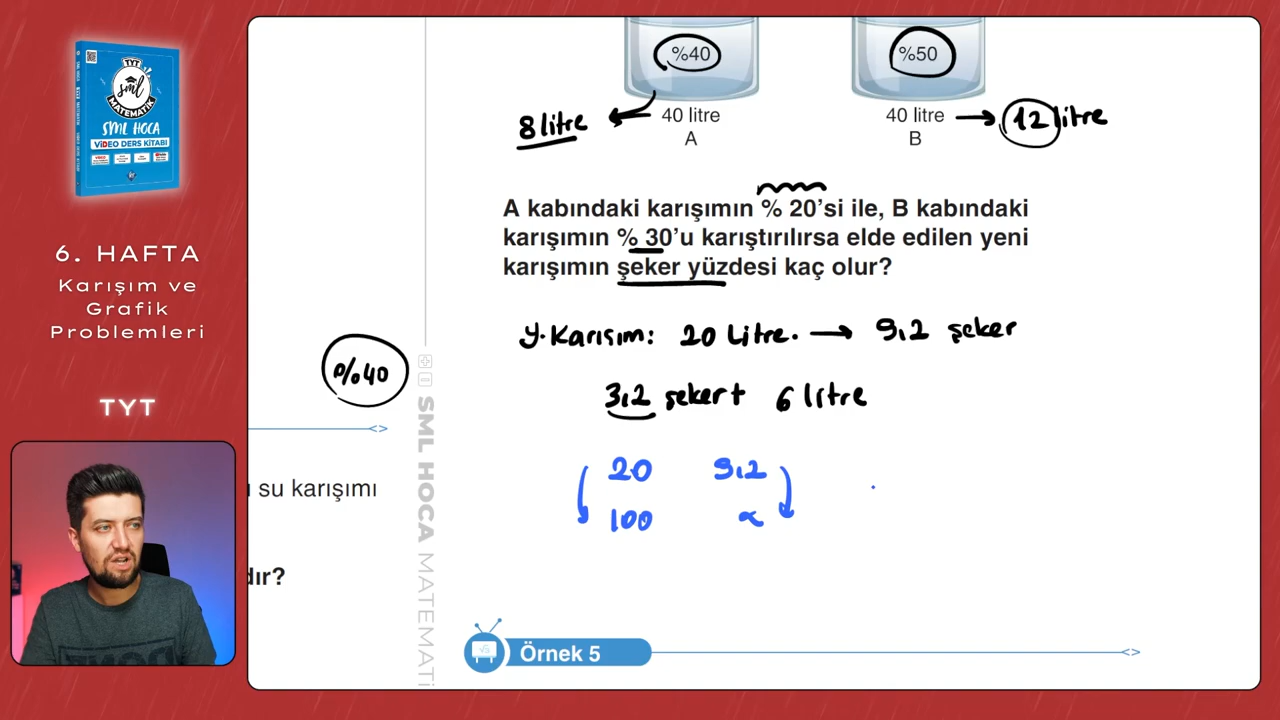 TYT
sml
MATEMATİK
SML HOCA
VİDEO DERS KİTABI
6. HAFTA
Karışım ve
Grafik
Problemleri
TYT
%40
su karışımı
dır?
SML HOCA MATEMATİ
%40
%50
8 litre
40 litre
A
40 litre
B
12 litre
A kabındaki karışımın % 20'si ile, B kabındaki
karışımın % 30'u karıştırılırsa elde edilen yeni
karışımın şeker yüzdesi kaç olur?
y. Karışım: 20 Litre. → 9,2 şeker
3,2 şeker + 6 litre
20 9,2
100 x
Örnek 5